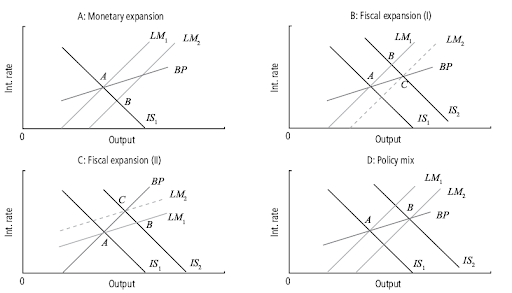 A: Monetary expansion
Int. rate
LM1
LM2
BP
A
B
IS1
0
Output
B: Fiscal expansion (I)
Int. rate
LM1
LM2
B
BP
A
C
IS2
IS1
0
Output
C: Fiscal expansion (II)
Int. rate
BP
C
LM2
LM1
B
A
IS1
IS2
0
Output
D: Policy mix
Int. rate
LM1
LM2
B
BP
A
IS1
IS2
0
Output